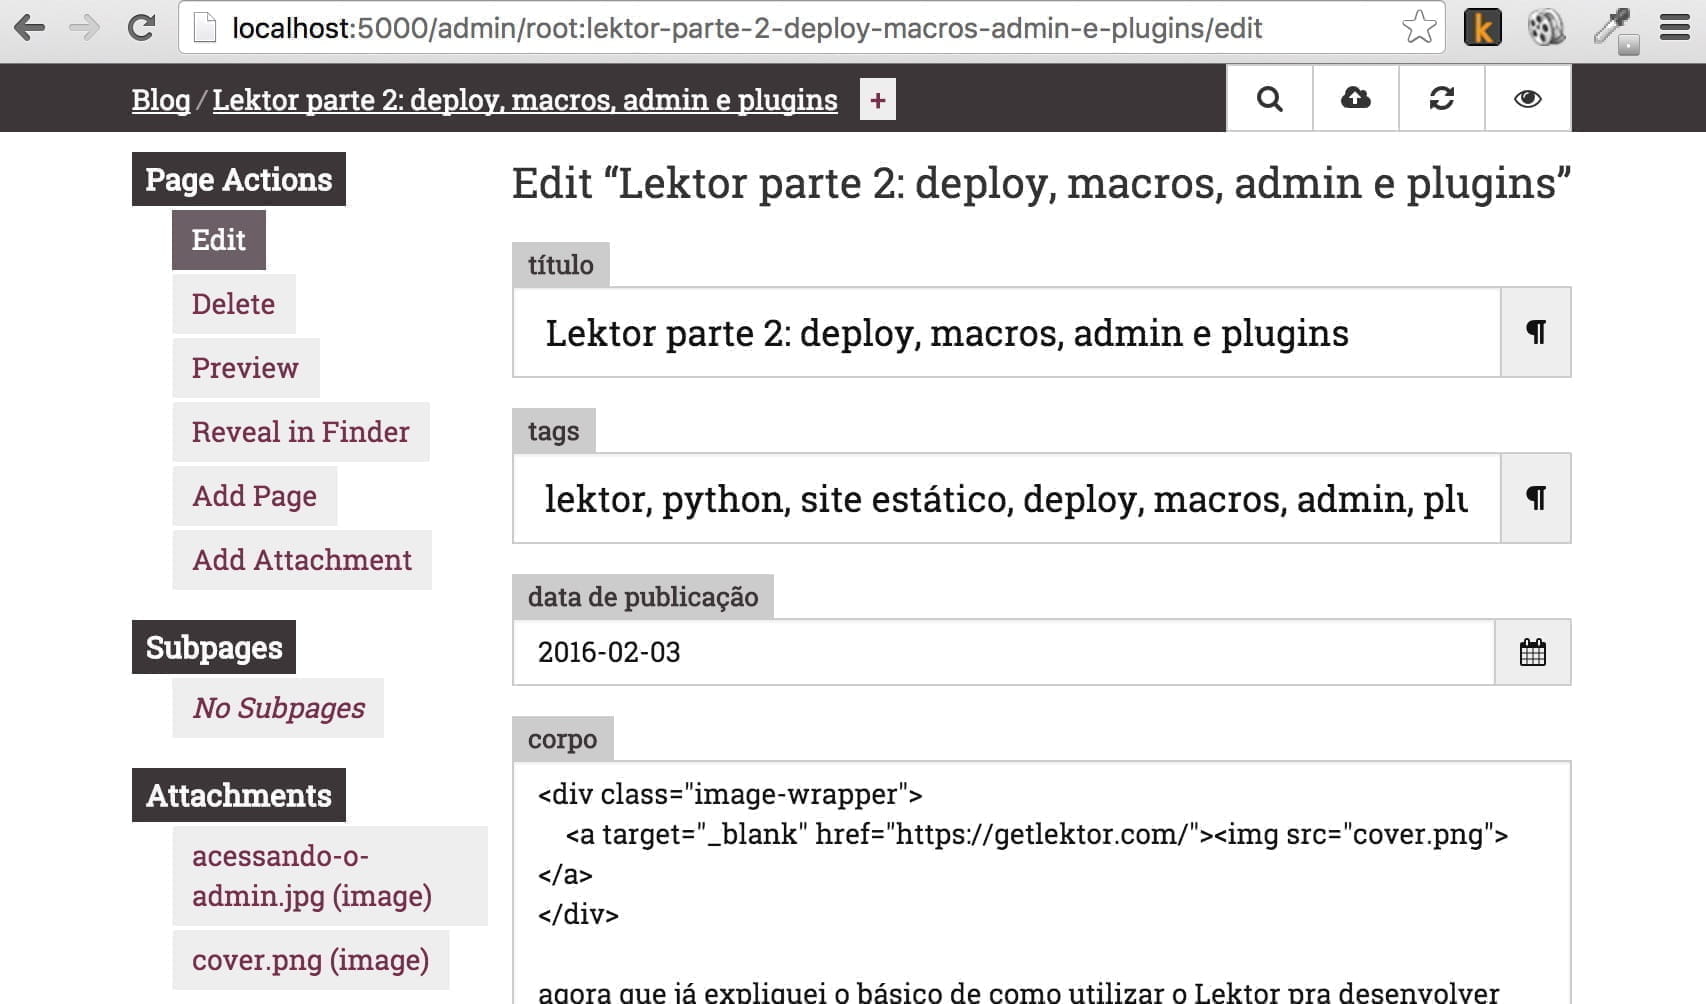 localhost:5000/admin/root:lektor-parte-2-deploy-macros-admin-e-plugins/edit
k
Blog / Lektor parte 2: deploy, macros, admin e plugins +
Page Actions
Edit
Delete
Preview
Reveal in Finder
Add Page
Add Attachment
Subpages
No Subpages
Attachments
acessando-o-
admin.jpg (image)
cover.png (image)
Edit “Lektor parte 2: deploy, macros, admin e plugins”
título
Lektor parte 2: deploy, macros, admin e plugins
¶
tags
lektor, python, site estático, deploy, macros, admin, plu
¶
data de publicação
2016-02-03
corpo
<div class="image-wrapper">
<a target="_blank" href="https://getlektor.com/"><img src="cover.png">
</a>
</div>
agora que já expliquei o básico de como utilizar o Lektor pra desenvolver